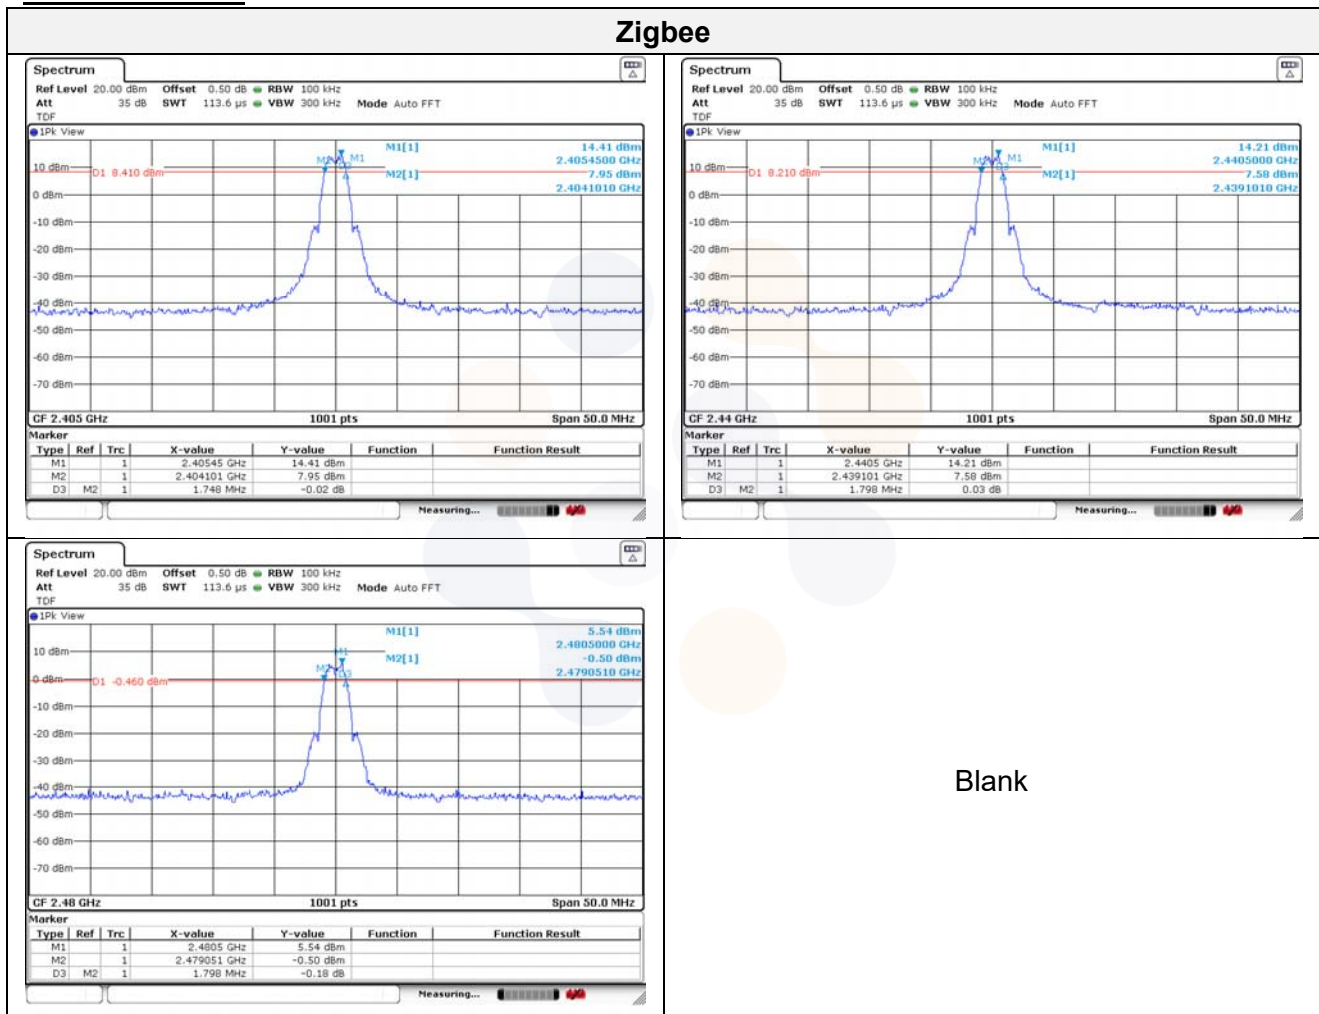 Zigbee
Spectrum
Ref Level 20.00 dBm Offset 0.50 dB RBW 100 kHz
Att 35 dB SWT 113.6 µs VBW 300 kHz Mode Auto FFT
TDF
1Pk View
M1[1] 14.41 dBm
2.4054500 GHz
M2[1] 7.95 dBm
2.4041010 GHz
M1
10 dBm
D1 8.410 dBm
0 dBm
-10 dBm
-20 dBm
-30 dBm
-40 dBm
-50 dBm
-60 dBm
-70 dBm
CF 2.405 GHz 1001 pts Span 50.0 MHz
Marker
Type Ref Trc X-value Y-value Function Function Result
M1 1 2.40545 GHz 14.41 dBm
M2 1 2.404101 GHz 7.95 dBm
D3 M2 1 1.748 MHz -0.02 dB
Measuring...
Spectrum
Ref Level 20.00 dBm Offset 0.50 dB RBW 100 kHz
Att 35 dB SWT 113.6 µs VBW 300 kHz Mode Auto FFT
TDF
1Pk View
M1[1] 14.21 dBm
2.4405000 GHz
M2[1] 7.58 dBm
2.4391010 GHz
M1
10 dBm
D1 8.210 dBm
0 dBm
-10 dBm
-20 dBm
-30 dBm
-40 dBm
-50 dBm
-60 dBm
-70 dBm
CF 2.44 GHz 1001 pts Span 50.0 MHz
Marker
Type Ref Trc X-value Y-value Function Function Result
M1 1 2.4405 GHz 14.21 dBm
M2 1 2.439101 GHz 7.58 dBm
D3 M2 1 1.798 MHz 0.03 dB
Measuring...
Spectrum
Ref Level 20.00 dBm Offset 0.50 dB RBW 100 kHz
Att 35 dB SWT 113.6 µs VBW 300 kHz Mode Auto FFT
TDF
1Pk View
M1[1] 5.54 dBm
2.4805000 GHz
M2[1] -0.50 dBm
2.4790510 GHz
M1
10 dBm
0 dBm
D1 -0.460 dBm
-10 dBm
-20 dBm
-30 dBm
-40 dBm
-50 dBm
-60 dBm
-70 dBm
CF 2.48 GHz 1001 pts Span 50.0 MHz
Marker
Type Ref Trc X-value Y-value Function Function Result
M1 1 2.4805 GHz 5.54 dBm
M2 1 2.479051 GHz -0.50 dBm
D3 M2 1 1.798 MHz -0.18 dB
Measuring...
Blank